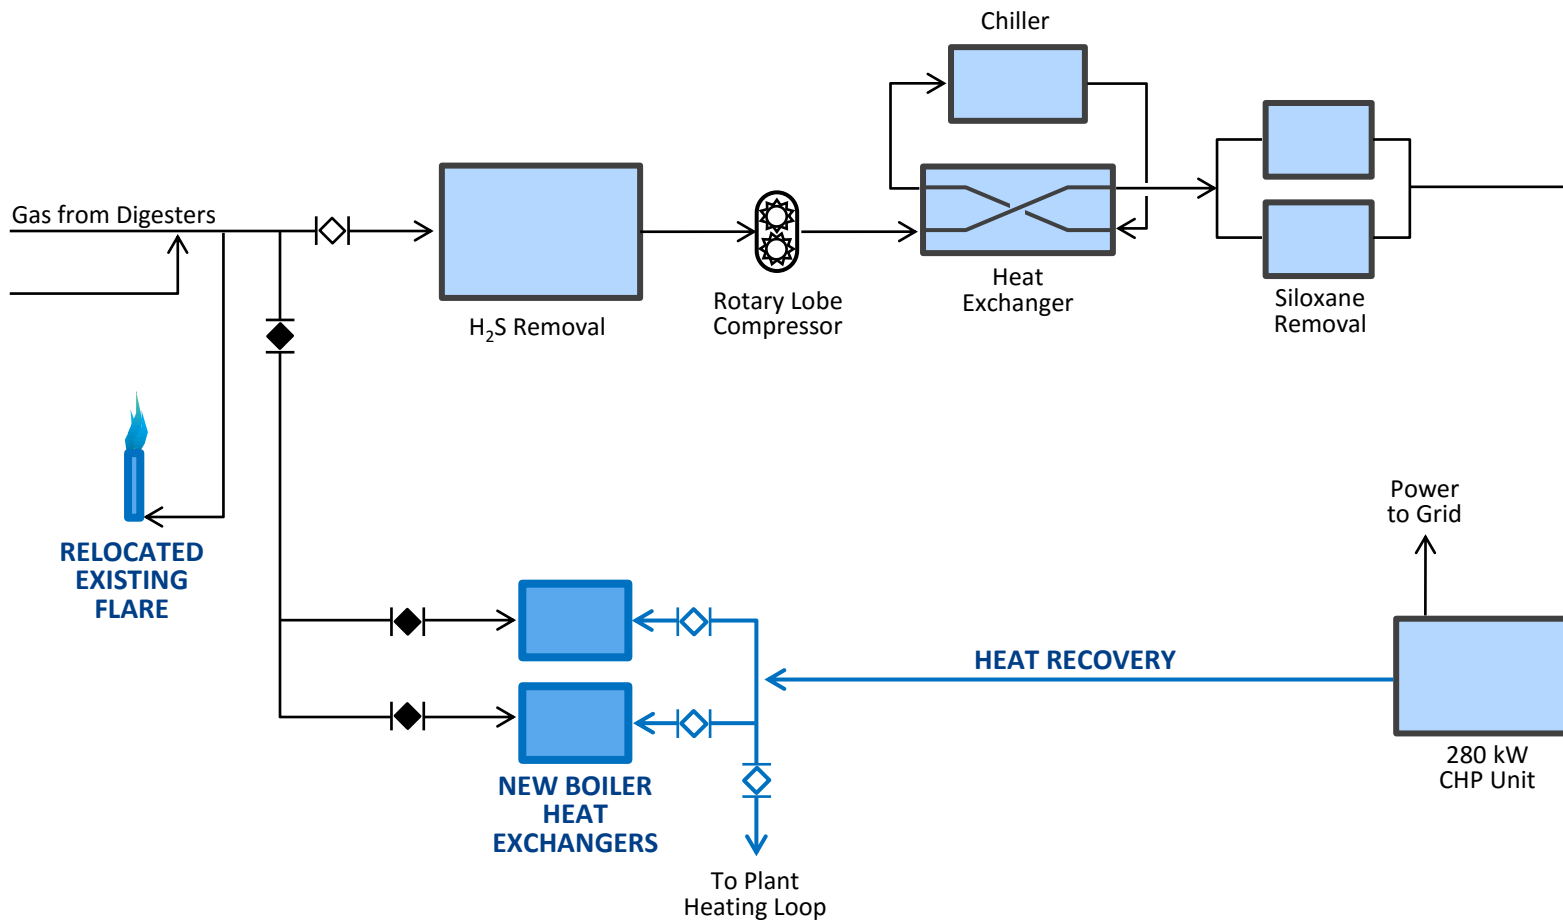 Chiller
Gas from Digesters
H₂S Removal
Rotary Lobe
Compressor
Heat
Exchanger
Siloxane
Removal
RELOCATED
EXISTING
FLARE
Power
to Grid
HEAT RECOVERY
280 kW
CHP Unit
NEW BOILER
HEAT
EXCHANGERS
To Plant
Heating Loop